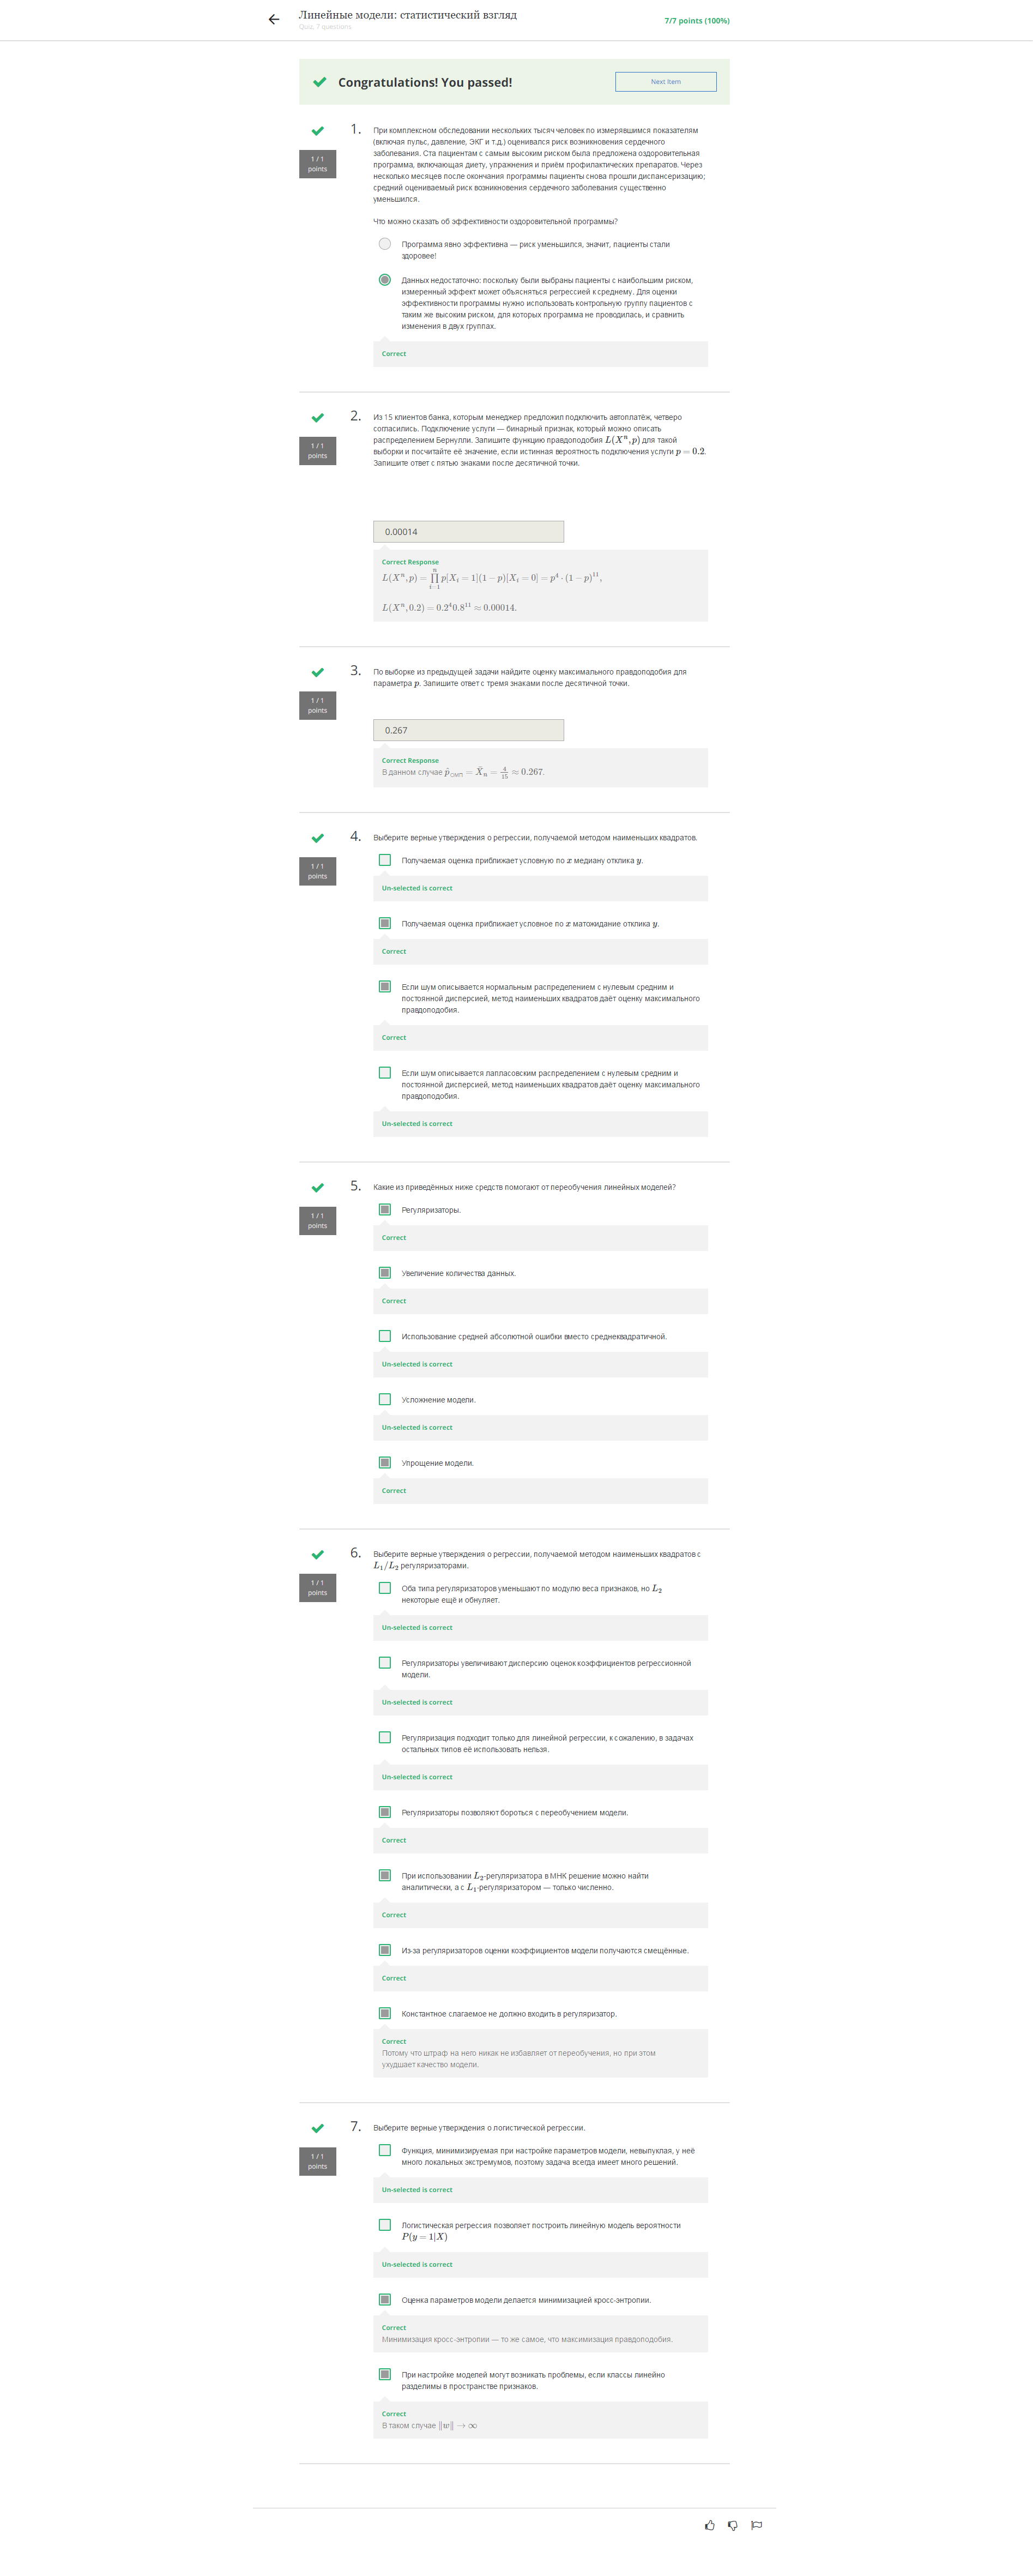 Линейные модели: статистический взгляд
Quiz, 7 questions
7/7 points (100%)
Congratulations! You passed!
Next Item
1.
1 / 1
points
При комплексном обследовании нескольких тысяч человек по измерявшимся показателям
(включая пульс, давление, ЭКГ и т.д.) оценивался риск возникновения сердечного
заболевания. Ста пациентам с самым высоким риском была предложена оздоровительная
программа, включающая диету, упражнения и приём профилактических препаратов. Через
несколько месяцев после окончания программы пациенты снова прошли диспансеризацию;
средний оцениваемый риск возникновения сердечного заболевания существенно
уменьшился.
Что можно сказать об эффективности оздоровительной программы?
Программа явно эффективна — риск уменьшился, значит, пациенты стали
здоровее!
Данных недостаточно: поскольку были выбраны пациенты с наибольшим риском,
измеренный эффект может объясняться регрессией к среднему. Для оценки
эффективности программы нужно использовать контрольную группу пациентов с
таким же высоким риском, для которых программа не проводилась, и сравнить
изменения в двух группах.
Correct
2.
1 / 1
points
Из 15 клиентов банка, которым менеджер предложил подключить автоплатёж, четверо
согласились. Подключение услуги — бинарный признак, который можно описать
распределением Бернулли. Запишите функцию правдоподобия L(Xⁿ, p) для такой
выборки и посчитайте её значение, если истинная вероятность подключения услуги p = 0.2.
Запишите ответ с пятью знаками после десятичной точки.
0.00014
Correct Response
L(Xⁿ, p) = ∏ᵢ₌₁ⁿ p[Xᵢ = 1](1 − p)[Xᵢ = 0] = p⁴ · (1 − p)¹¹,
L(Xⁿ, 0.2) = 0.2⁴0.8¹¹ ≈ 0.00014.
3.
1 / 1
points
По выборке из предыдущей задачи найдите оценку максимального правдоподобия для
параметра p. Запишите ответ с тремя знаками после десятичной точки.
0.267
Correct Response
В данном случае p̂ОМП = X̄ₙ = 4/15 ≈ 0.267.
4.
1 / 1
points
Выберите верные утверждения о регрессии, получаемой методом наименьших квадратов.
Получаемая оценка приближает условную по x медиану отклика y.
Un-selected is correct
Получаемая оценка приближает условное по x матожидание отклика y.
Correct
Если шум описывается нормальным распределением с нулевым средним и
постоянной дисперсией, метод наименьших квадратов даёт оценку максимального
правдоподобия.
Correct
Если шум описывается лапласовским распределением с нулевым средним и
постоянной дисперсией, метод наименьших квадратов даёт оценку максимального
правдоподобия.
Un-selected is correct
5.
1 / 1
points
Какие из приведённых ниже средств помогают от переобучения линейных моделей?
Регуляризаторы.
Correct
Увеличение количества данных.
Correct
Использование средней абсолютной ошибки вместо среднеквадратичной.
Un-selected is correct
Усложнение модели.
Un-selected is correct
Упрощение модели.
Correct
6.
1 / 1
points
Выберите верные утверждения о регрессии, получаемой методом наименьших квадратов с
L₁/L₂ регуляризаторами.
Оба типа регуляризаторов уменьшают по модулю веса признаков, но L₂
некоторые ещё и обнуляет.
Un-selected is correct
Регуляризаторы увеличивают дисперсию оценок коэффициентов регрессионной
модели.
Un-selected is correct
Регуляризация подходит только для линейной регрессии, к сожалению, в задачах
остальных типов её использовать нельзя.
Un-selected is correct
Регуляризаторы позволяют бороться с переобучением модели.
Correct
При использовании L₂-регуляризатора в МНК решение можно найти
аналитически, а с L₁-регуляризатором — только численно.
Correct
Из-за регуляризаторов оценки коэффициентов модели получаются смещёнными.
Correct
Константное слагаемое не должно входить в регуляризатор.
Correct
Потому что штраф на него никак не избавляет от переобучения, но при этом
ухудшает качество модели.
7.
1 / 1
points
Выберите верные утверждения о логистической регрессии.
Функция, минимизируемая при настройке параметров модели, невыпуклая, у неё
много локальных экстремумов, поэтому задача всегда имеет много решений.
Un-selected is correct
Логистическая регрессия позволяет построить линейную модель вероятности
P(y = 1|X)
Un-selected is correct
Оценка параметров модели делается минимизацией кросс-энтропии.
Correct
Минимизация кросс-энтропии — то же самое, что максимизация правдоподобия.
При настройке моделей могут возникать проблемы, если классы линейно
разделимы в пространстве признаков.
Correct
В таком случае ‖w‖ → ∞